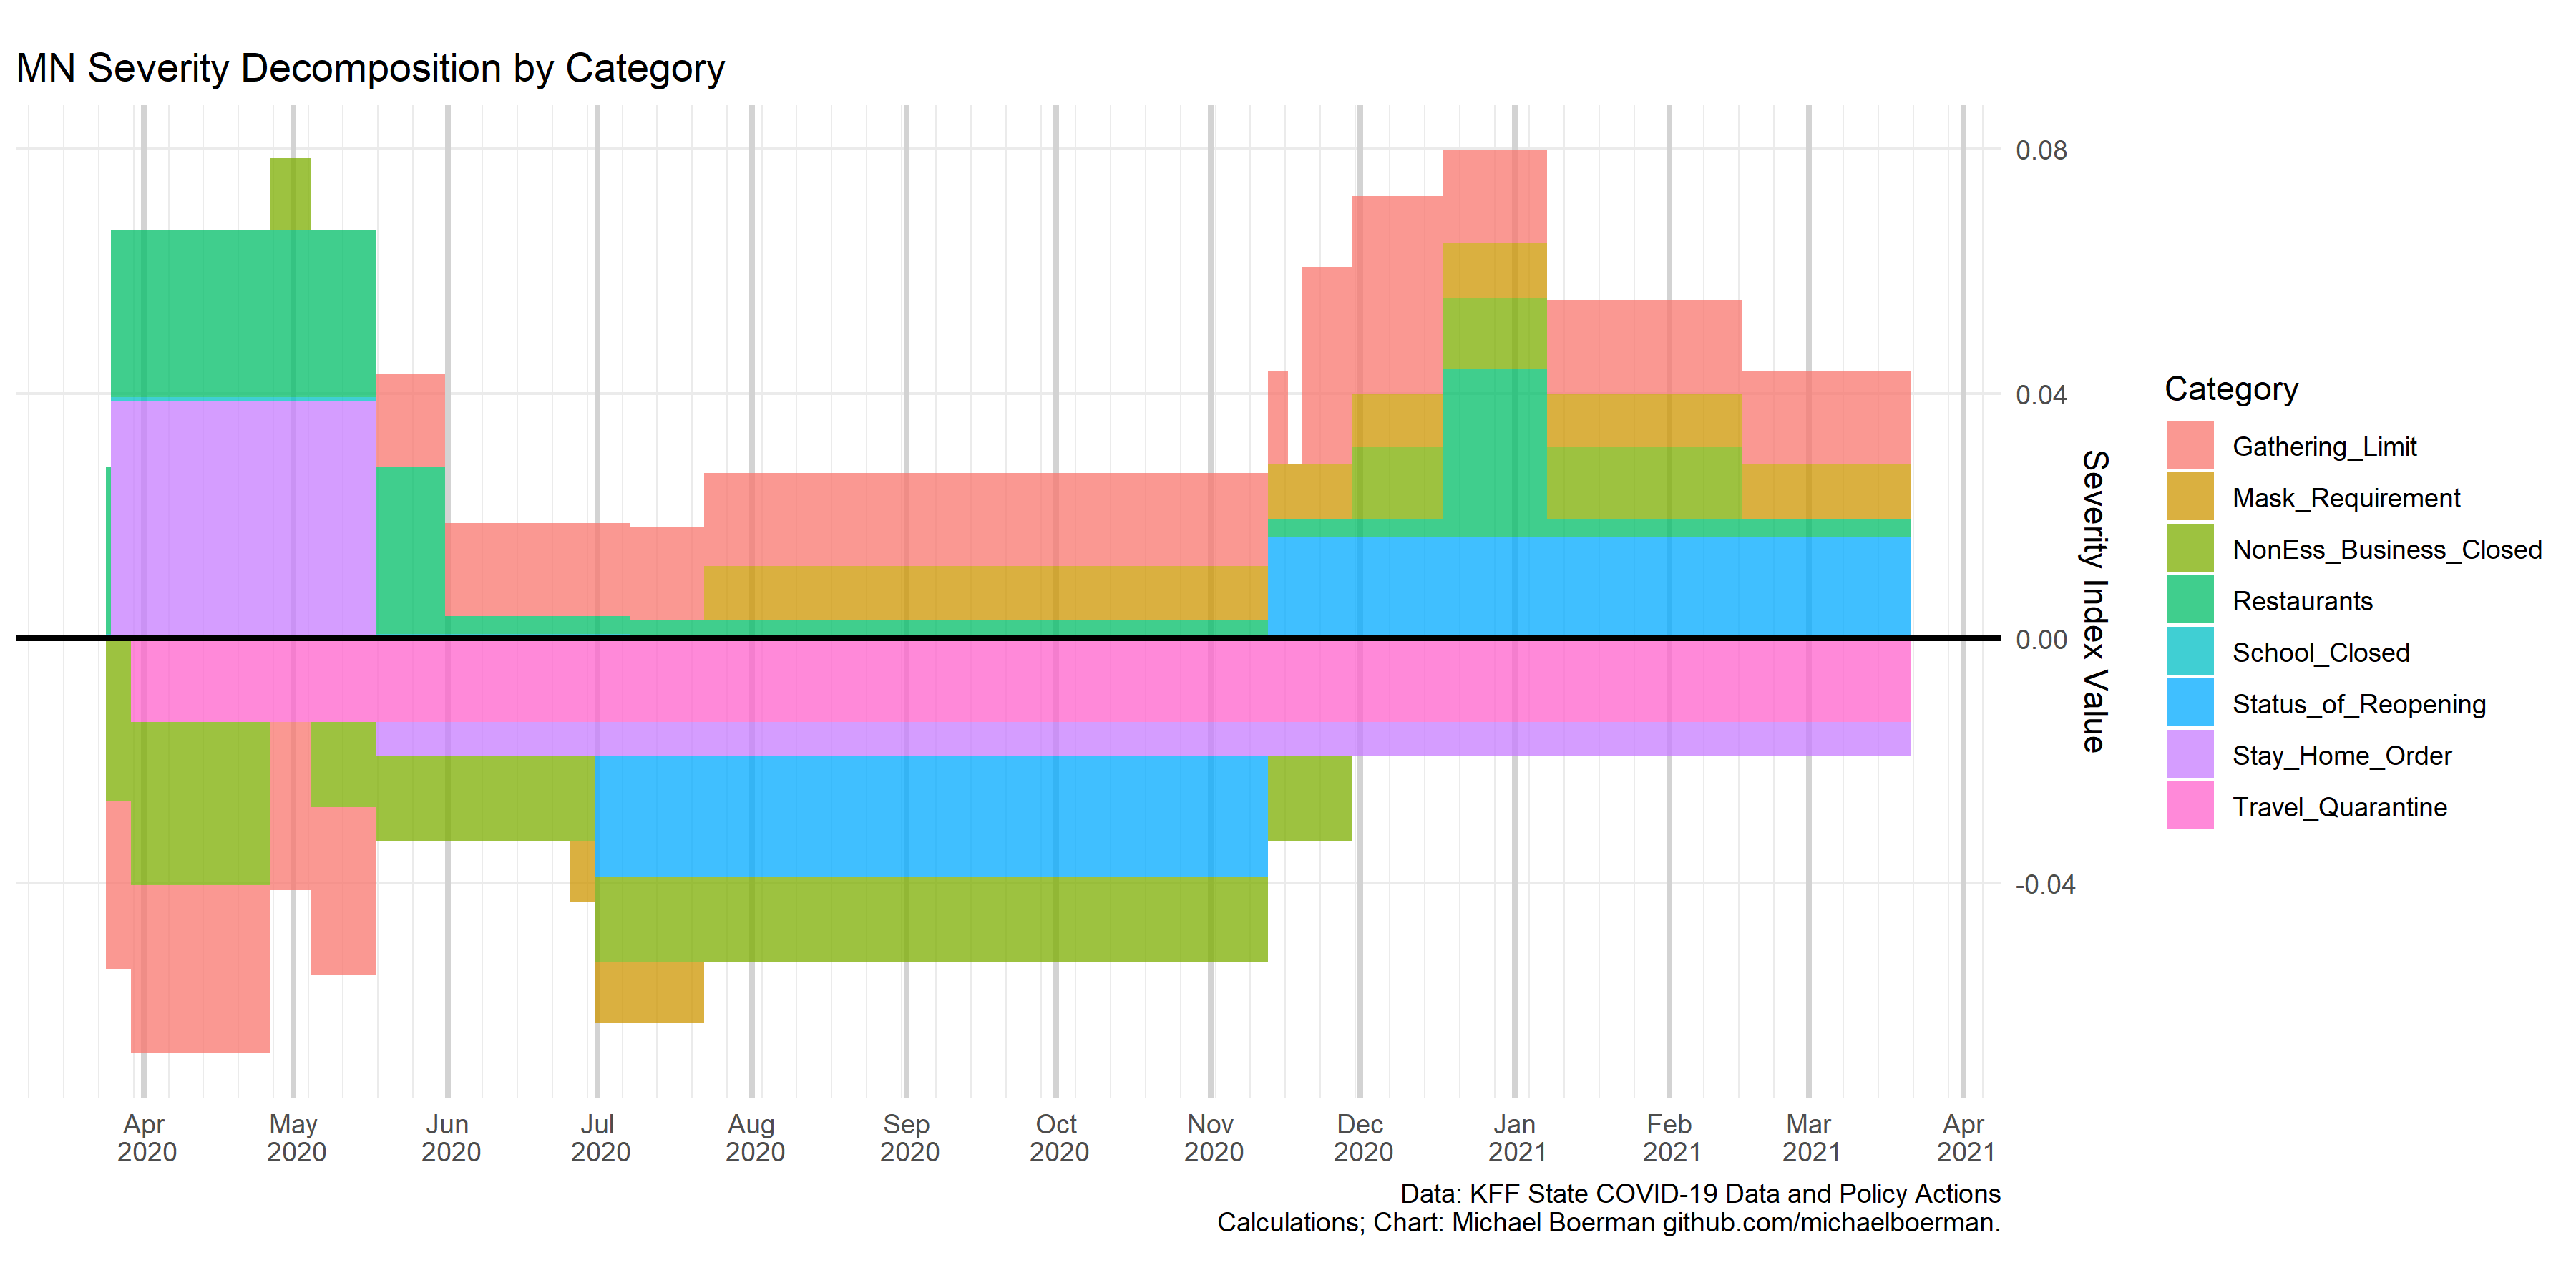 MN Severity Decomposition by Category
0.08
0.04
0.00
-0.04
Severity Index Value
Apr 2020
May 2020
Jun 2020
Jul 2020
Aug 2020
Sep 2020
Oct 2020
Nov 2020
Dec 2020
Jan 2021
Feb 2021
Mar 2021
Apr 2021
Category
Gathering_Limit
Mask_Requirement
NonEss_Business_Closed
Restaurants
School_Closed
Status_of_Reopening
Stay_Home_Order
Travel_Quarantine
Data: KFF State COVID-19 Data and Policy Actions
Calculations; Chart: Michael Boerman github.com/michaelboerman.